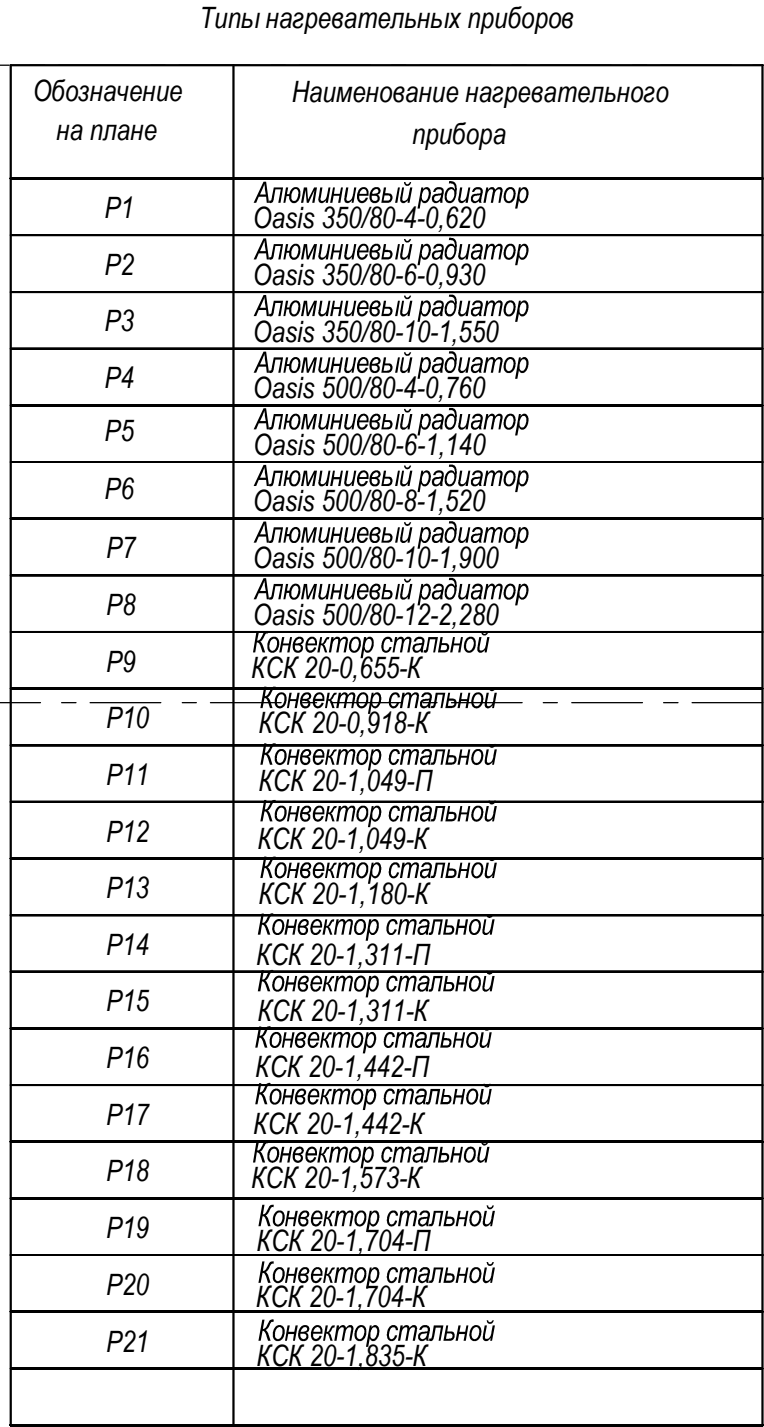 Типы нагревательных приборов
Обозначение
на плане
Наименование нагревательного
прибора
Р1
Алюминиевый радиатор
Oasis 350/80-4-0,620
Р2
Алюминиевый радиатор
Oasis 350/80-6-0,930
Р3
Алюминиевый радиатор
Oasis 350/80-10-1,550
Р4
Алюминиевый радиатор
Oasis 500/80-4-0,760
Р5
Алюминиевый радиатор
Oasis 500/80-6-1,140
Р6
Алюминиевый радиатор
Oasis 500/80-8-1,520
Р7
Алюминиевый радиатор
Oasis 500/80-10-1,900
Р8
Алюминиевый радиатор
Oasis 500/80-12-2,280
Р9
Конвектор стальной
КСК 20-0,655-К
Р10
Конвектор стальной
КСК 20-0,918-К
Р11
Конвектор стальной
КСК 20-1,049-П
Р12
Конвектор стальной
КСК 20-1,049-К
Р13
Конвектор стальной
КСК 20-1,180-К
Р14
Конвектор стальной
КСК 20-1,311-П
Р15
Конвектор стальной
КСК 20-1,311-К
Р16
Конвектор стальной
КСК 20-1,442-П
Р17
Конвектор стальной
КСК 20-1,442-К
Р18
Конвектор стальной
КСК 20-1,573-К
Р19
Конвектор стальной
КСК 20-1,704-П
Р20
Конвектор стальной
КСК 20-1,704-К
Р21
Конвектор стальной
КСК 20-1,835-К